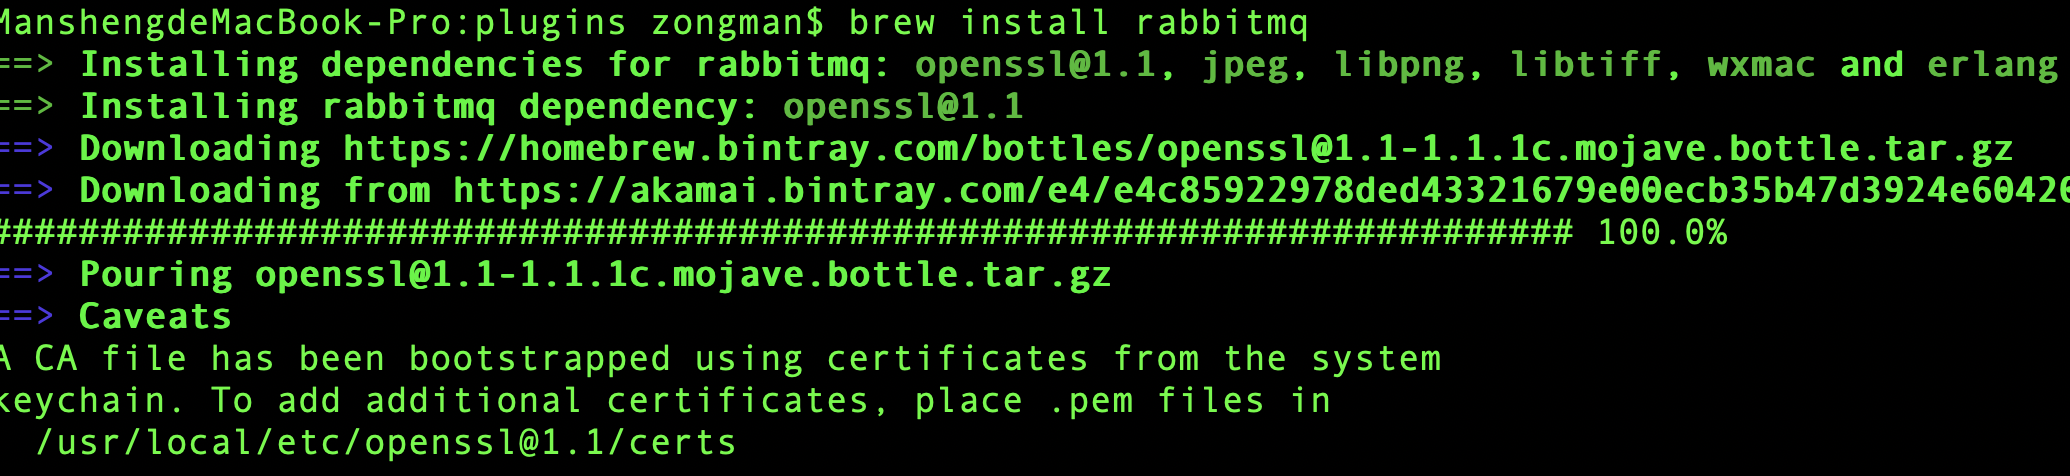 ManshengdeMacBook-Pro:plugins zongman$ brew install rabbitmq
==> Installing dependencies for rabbitmq: openssl@1.1, jpeg, libpng, libtiff, wxmac and erlang
==> Installing rabbitmq dependency: openssl@1.1
==> Downloading https://homebrew.bintray.com/bottles/openssl@1.1-1.1.1c.mojave.bottle.tar.gz
==> Downloading from https://akamai.bintray.com/e4/e4c85922978ded43321679e00ecb35b47d3924e60426
######################################################################## 100.0%
==> Pouring openssl@1.1-1.1.1c.mojave.bottle.tar.gz
==> Caveats
A CA file has been bootstrapped using certificates from the system
keychain. To add additional certificates, place .pem files in
/usr/local/etc/openssl@1.1/certs